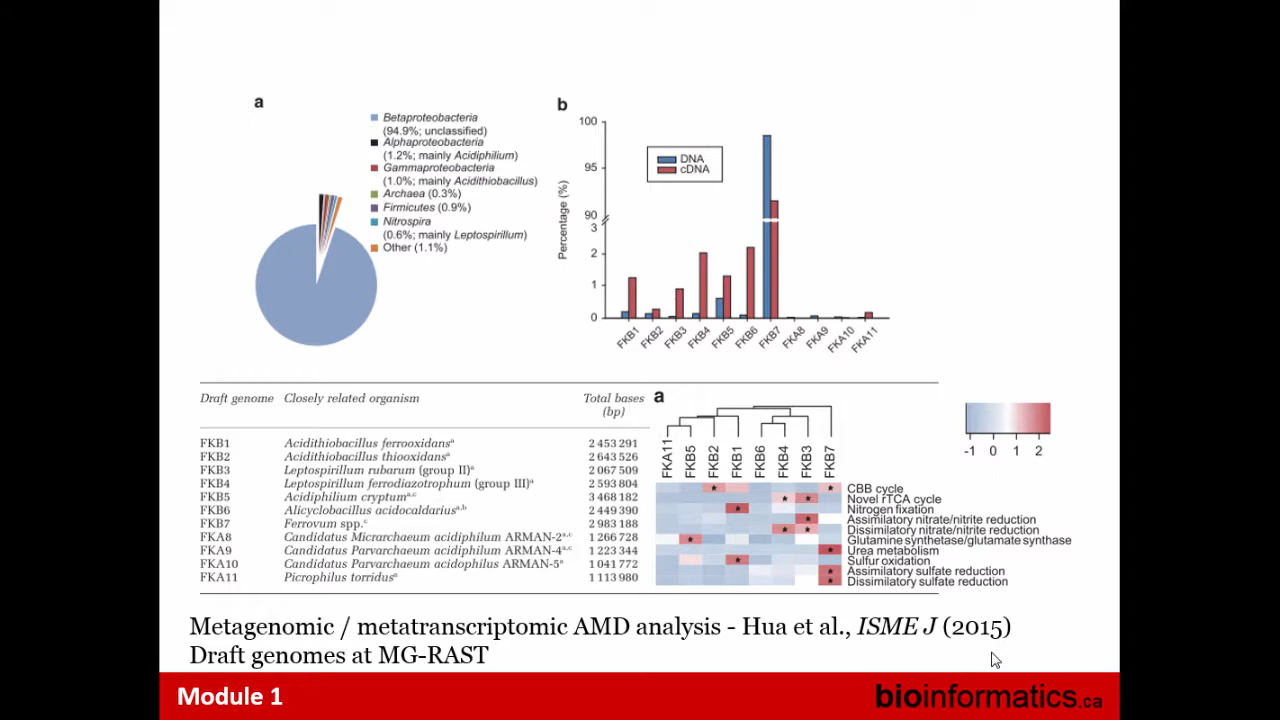 a
Betaproteobacteria
(94.9%; unclassified)
Alphaproteobacteria
(1.2%; mainly Acidiphilium)
Gammaproteobacteria
(1.0%; mainly Acidithiobacillus)
Archaea (0.3%)
Firmicutes (0.9%)
Nitrospira
(0.6%; mainly Leptospirillum)
Other (1.1%)
b
Percentage (%)
100
95
90
3
2
1
0
DNA
cDNA
FKB1 FKB2 FKB3 FKB4 FKB5 FKB6 FKB7 FKA8 FKA9 FKA10 FKA11
Draft genome Closely related organism Total bases
(bp)
FKB1 Acidithiobacillus ferrooxidansᵃ 2 453 291
FKB2 Acidithiobacillus thiooxidansᵃ 2 643 526
FKB3 Leptospirillum rubarum (group II)ᵃ 2 067 509
FKB4 Leptospirillum ferrodiazotrophum (group III)ᵃ 2 593 804
FKB5 Acidiphilium cryptumᵃ,ᶜ 3 468 182
FKB6 Alicyclobacillus acidocaldariusᵃ,ᵇ 2 449 390
FKB7 Ferrovum spp.ᶜ 2 983 188
FKA8 Candidatus Micrarchaeum acidiphilum ARMAN-2ᵃ,ᶜ 1 266 728
FKA9 Candidatus Parvarchaeum acidiphilum ARMAN-4ᵃ,ᶜ 1 223 344
FKA10 Candidatus Parvarchaeum acidophilus ARMAN-5ᵃ 1 041 772
FKA11 Picrophilus torridusᵃ 1 113 980
a
FKA11 FKB5 FKB2 FKB1 FKB6 FKB4 FKB3 FKB7
-1 0 1 2
* * CBB cycle
* * Novel rTCA cycle
* Nitrogen fixation
* Assimilatory nitrate/nitrite reduction
* * Dissimilatory nitrate/nitrite reduction
* Glutamine synthetase/glutamate synthase
* Urea metabolism
* Sulfur oxidation
* Assimilatory sulfate reduction
* Dissimilatory sulfate reduction
Metagenomic / metatranscriptomic AMD analysis - Hua et al., ISME J (2015)
Draft genomes at MG-RAST
Module 1
bioinformatics.ca